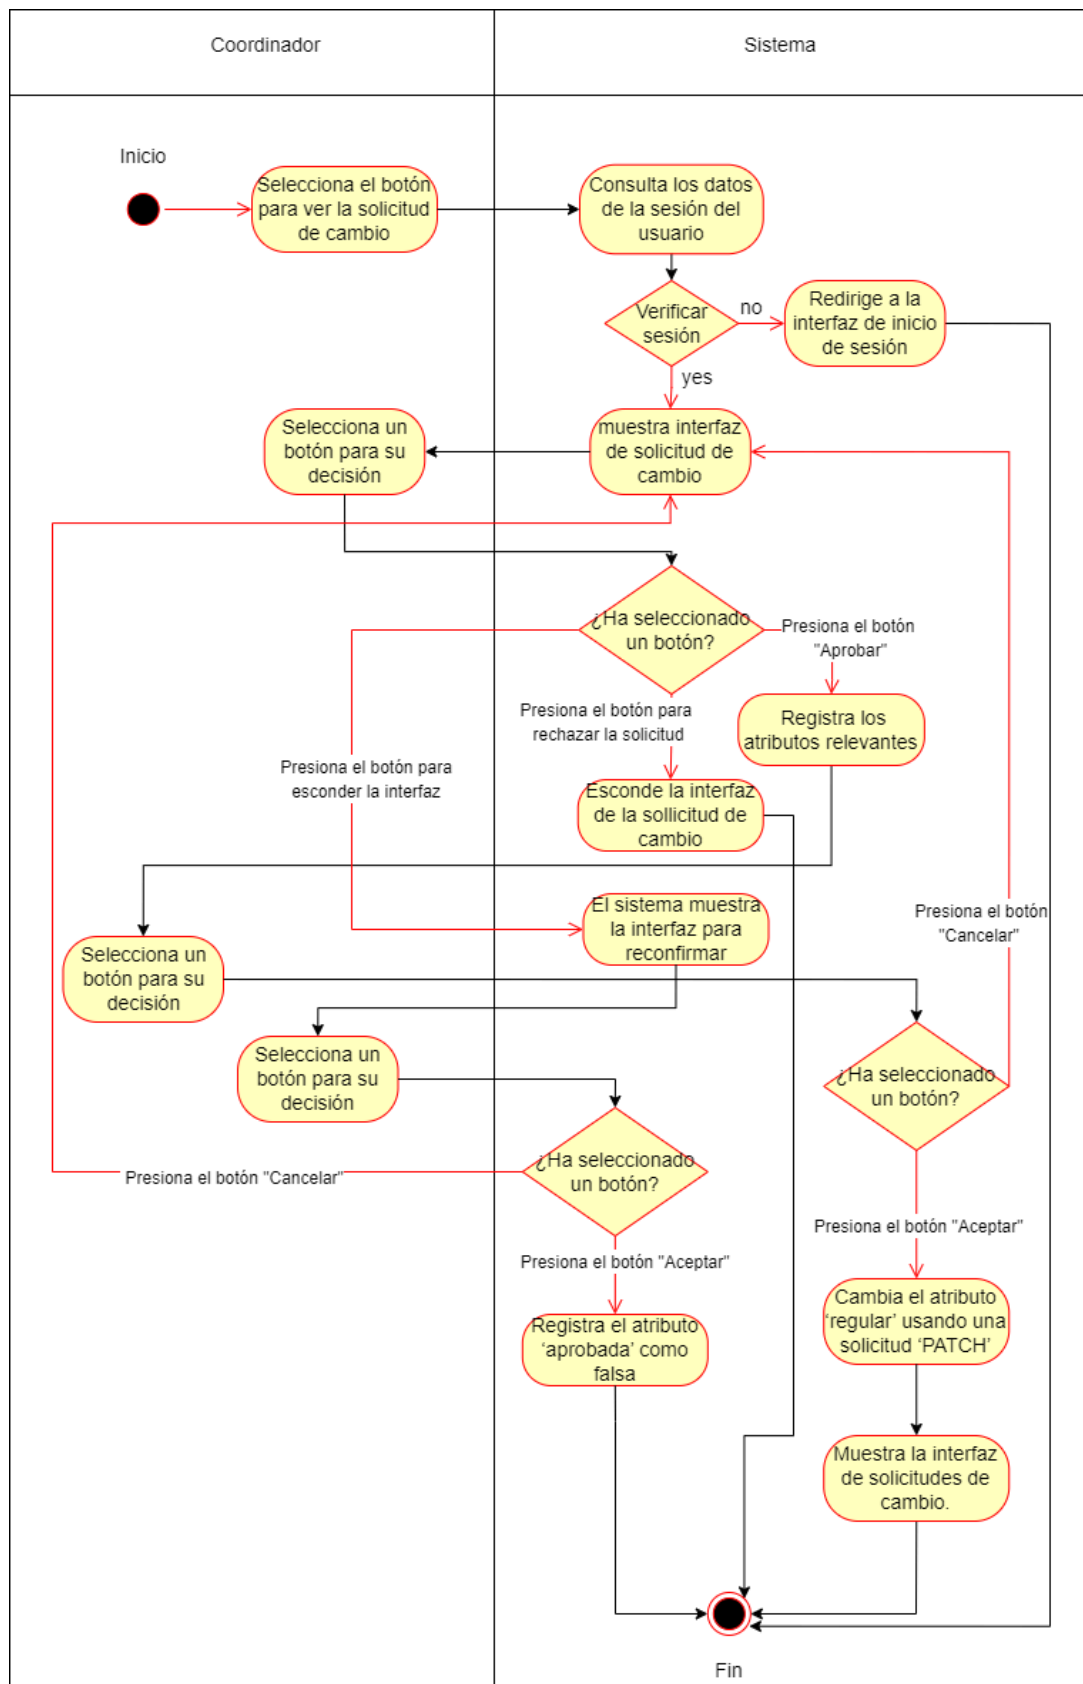 Coordinador
Sistema
Inicio
Selecciona el botón
para ver la solicitud
de cambio
Consulta los datos
de la sesión del
usuario
Verificar
sesión
no
Redirige a la
interfaz de inicio
de sesión
yes
Selecciona un
botón para su
decisión
muestra interfaz
de solicitud de
cambio
¿Ha seleccionado
un botón?
Presiona el botón
"Aprobar"
Presiona el botón para
rechazar la solicitud
Registra los
atributos relevantes
Presiona el botón para
esconder la interfaz
Esconde la interfaz
de la sollicitud de
cambio
El sistema muestra
la interfaz para
reconfirmar
Presiona el botón
"Cancelar"
Selecciona un
botón para su
decisión
Selecciona un
botón para su
decisión
¿Ha seleccionado
un botón?
¿Ha seleccionado
un botón?
Presiona el botón "Cancelar"
Presiona el botón "Aceptar"
Presiona el botón "Aceptar"
Cambia el atributo
‘regular’ usando una
solicitud ‘PATCH’
Registra el atributo
‘aprobada’ como
falsa
Muestra la interfaz
de solicitudes de
cambio.
Fin